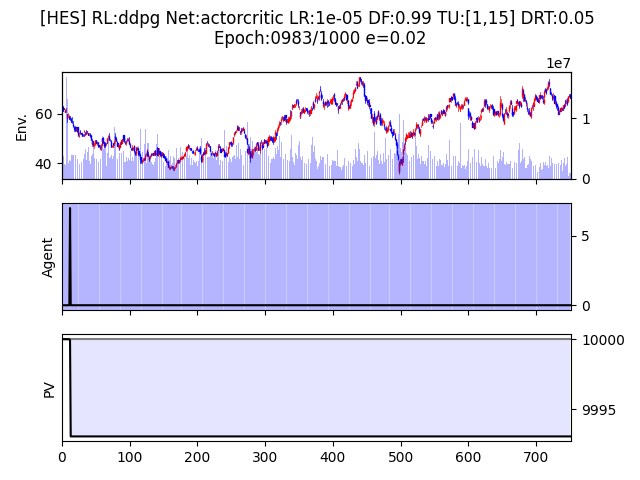 [HES] RL:ddpg Net:actorcritic LR:1e-05 DF:0.99 TU:[1,15] DRT:0.05
Epoch:0983/1000 e=0.02
1e7
Env.
60
40
1
0
Agent
5
0
PV
10000
9995
0 100 200 300 400 500 600 700